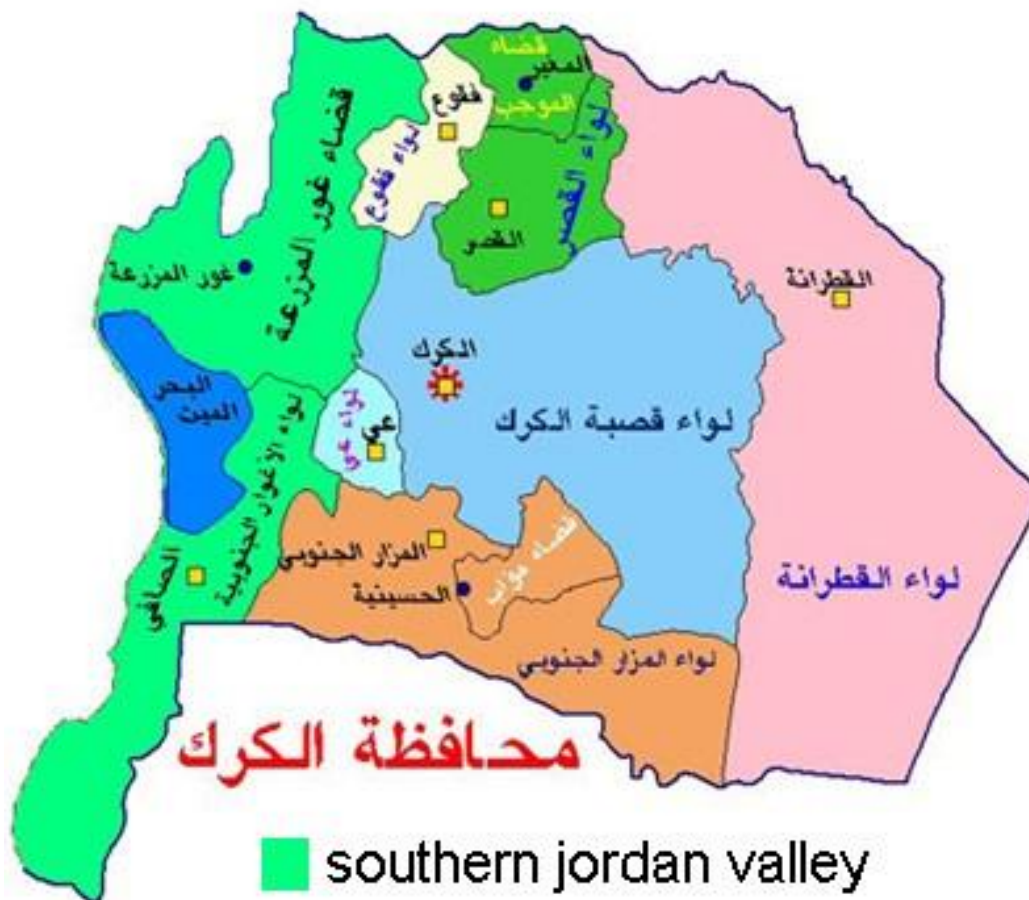 قضاء
المغير
الموجب
فقوع
لواء فقوع
لواء القصر
القصر
قضاء غور المزرعة
غور المزرعة
القطرانة
الكرك
البحر
الميت
لواء عي
عي
لواء قصبة الكرك
لواء الأغوار الجنوبية
الصافي
المزار الجنوبي
الحسينية
قضاء مؤاب
لواء القطرانة
لواء المزار الجنوبي
محافظة الكرك
southern jordan valley